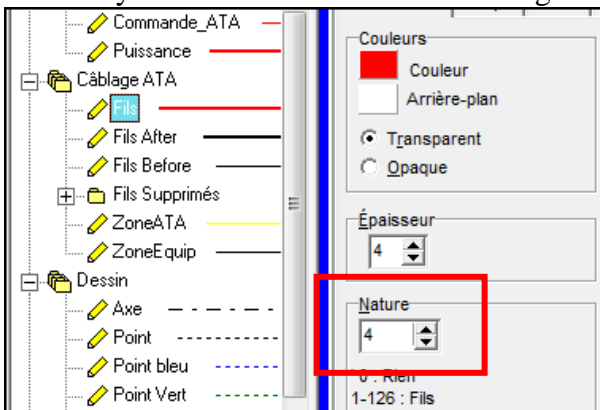 Commande_ATA
Puissance
Câblage ATA
Fils
Fils After
Fils Before
Fils Supprimés
ZoneATA
ZoneEquip
Dessin
Axe
Point
Point bleu
Point Vert
Couleurs
Couleur
Arrière-plan
Transparent
Opaque
Épaisseur
4
Nature
4
0 : Rien
1-126 : Fils